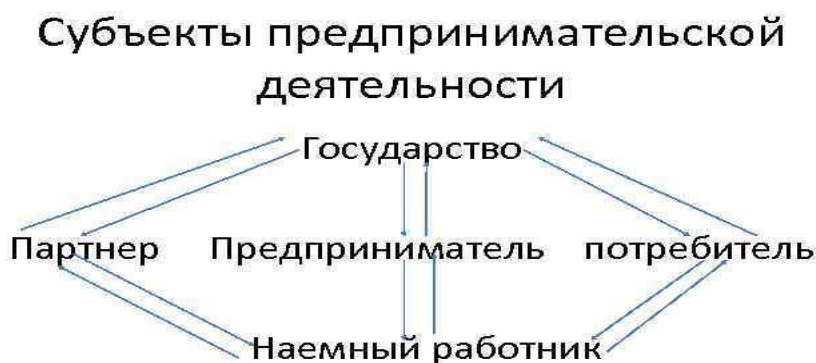 Субъекты предпринимательской
деятельности
Государство
Партнер Предприниматель потребитель
Наемный работник